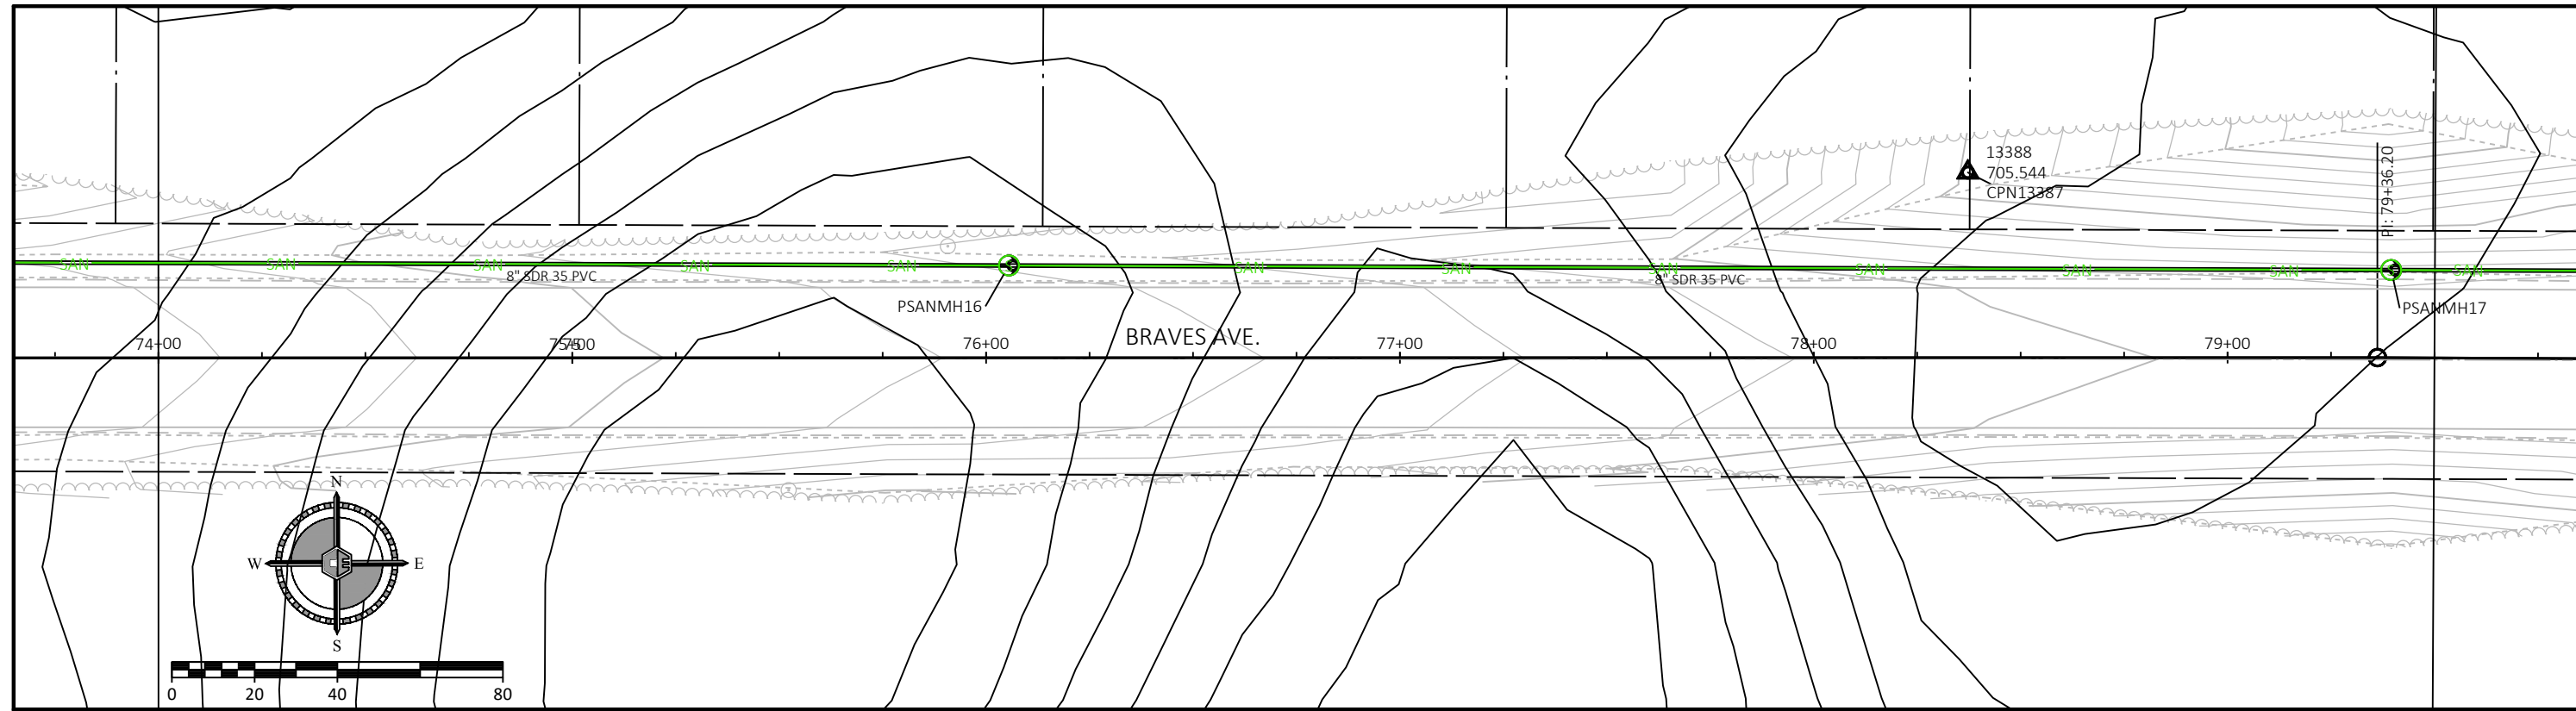 13388
705.544
CPN13387
PI: 79+36.20
SAN SAN SAN SAN SAN SAN SAN SAN SAN SAN SAN SAN
8" SDR 35 PVC
8" SDR 35 PVC
PSANMH16
PSANMH17
BRAVES AVE.
74+00
75+00
76+00
77+00
78+00
79+00
N
W E
S
0 20 40 80